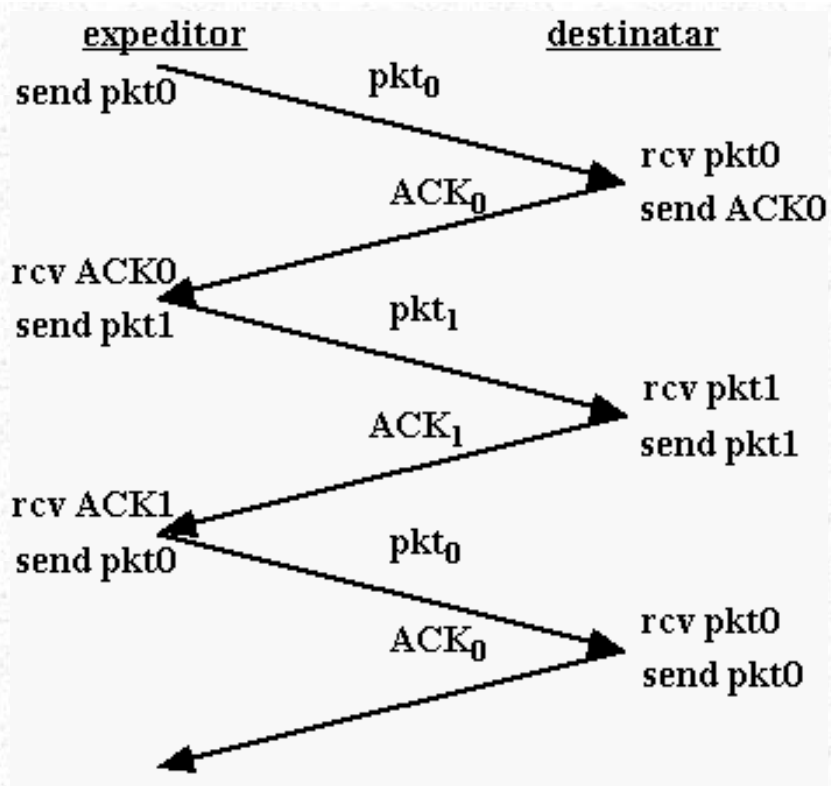 expeditor
destinatar
send pkt0
pkt0
rcv pkt0
send ACK0
ACK0
rcv ACK0
send pkt1
pkt1
rcv pkt1
send pkt1
ACK1
rcv ACK1
send pkt0
pkt0
rcv pkt0
send pkt0
ACK0